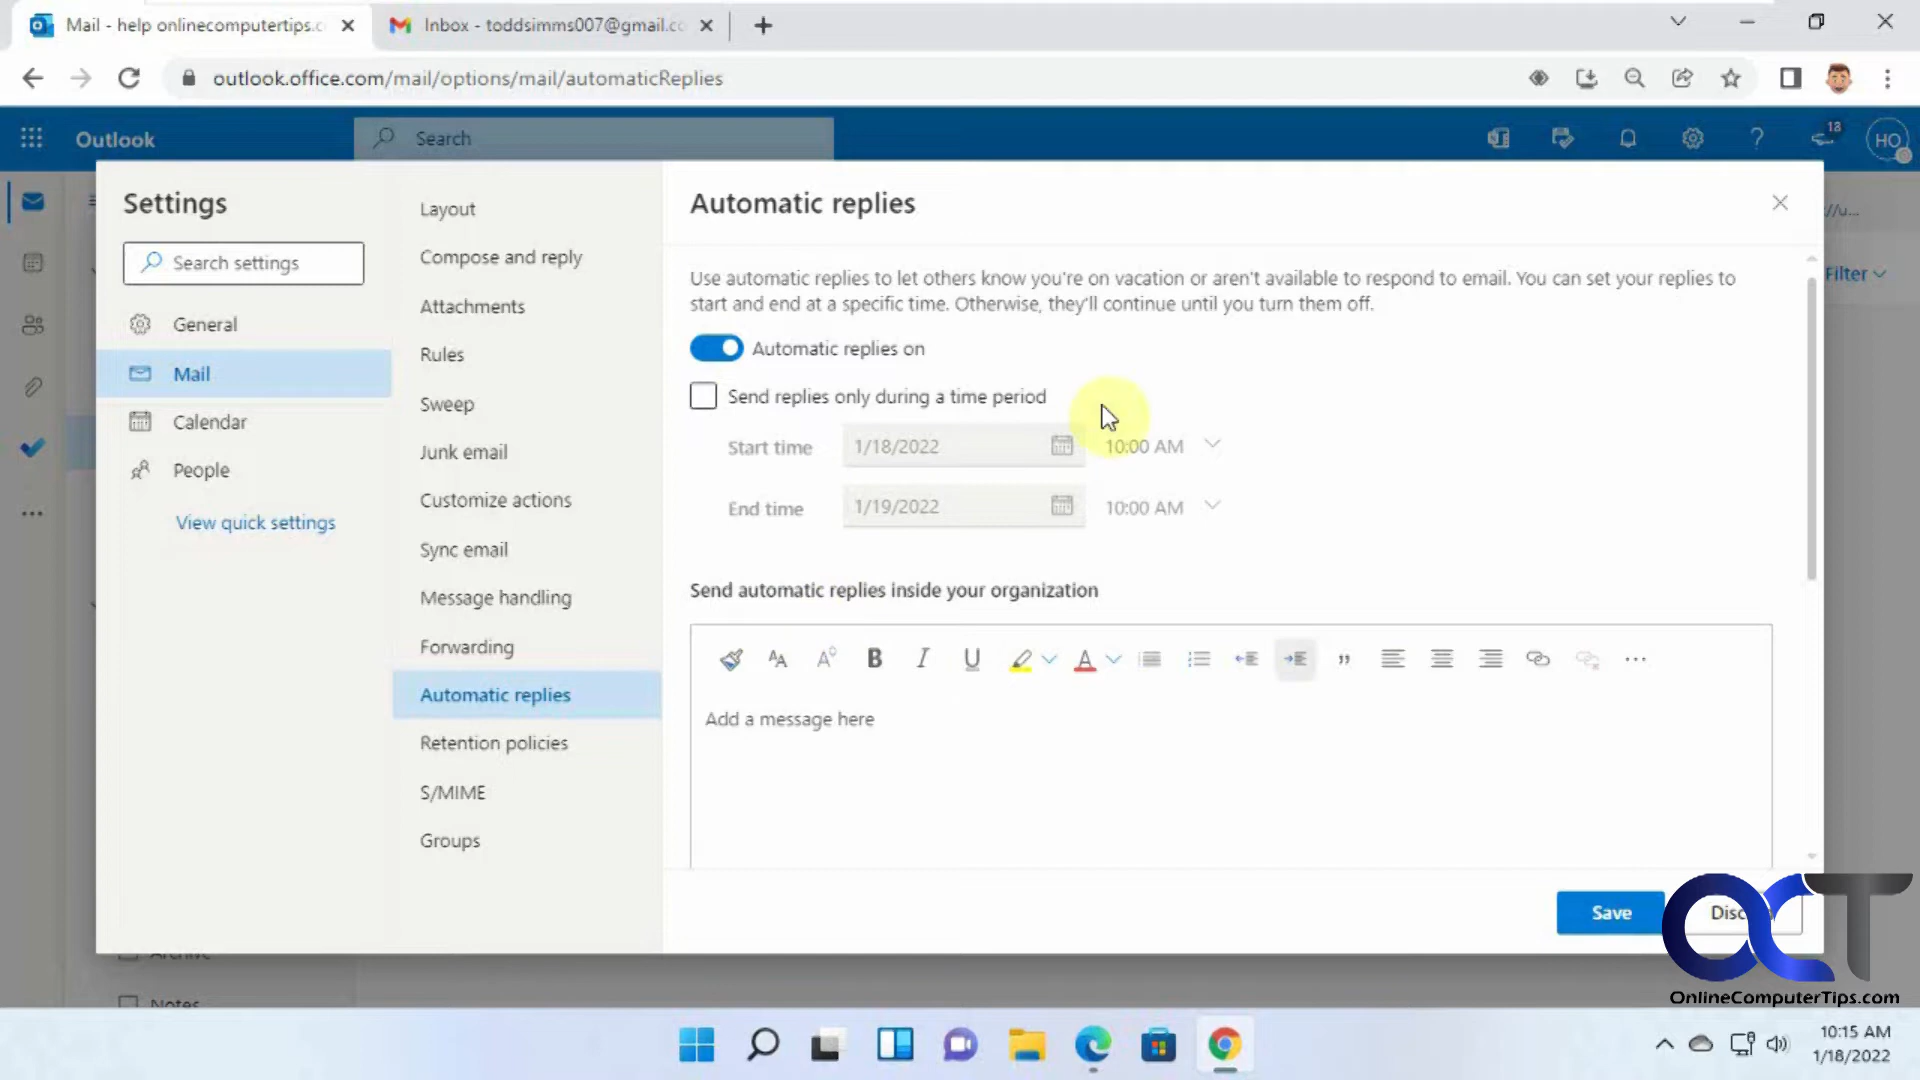 Mail - help onlinecomputertips.c
Inbox - toddsimms007@gmail.c
outlook.office.com/mail/options/mail/automaticReplies
Outlook
Search
18
HO
Settings
Search settings
General
Mail
Calendar
People
View quick settings
Layout
Compose and reply
Attachments
Rules
Sweep
Junk email
Customize actions
Sync email
Message handling
Forwarding
Automatic replies
Retention policies
S/MIME
Groups
Automatic replies
Use automatic replies to let others know you're on vacation or aren't available to respond to email. You can set your replies to
start and end at a specific time. Otherwise, they'll continue until you turn them off.
Automatic replies on
Send replies only during a time period
Start time 1/18/2022 10:00 AM
End time 1/19/2022 10:00 AM
Send automatic replies inside your organization
Add a message here
Save
Filter
Notes
OCT
OnlineComputerTips.com
10:15 AM
1/18/2022